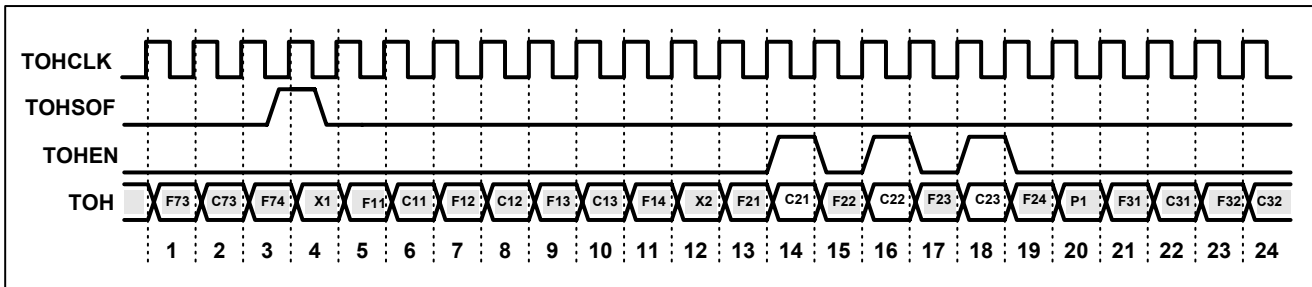 TOHCLK
TOHSOF
TOHEN
TOH F73 C73 F74 X1 F11 C11 F12 C12 F13 C13 F14 X2 F21 C21 F22 C22 F23 C23 F24 P1 F31 C31 F32 C32
1 2 3 4 5 6 7 8 9 10 11 12 13 14 15 16 17 18 19 20 21 22 23 24